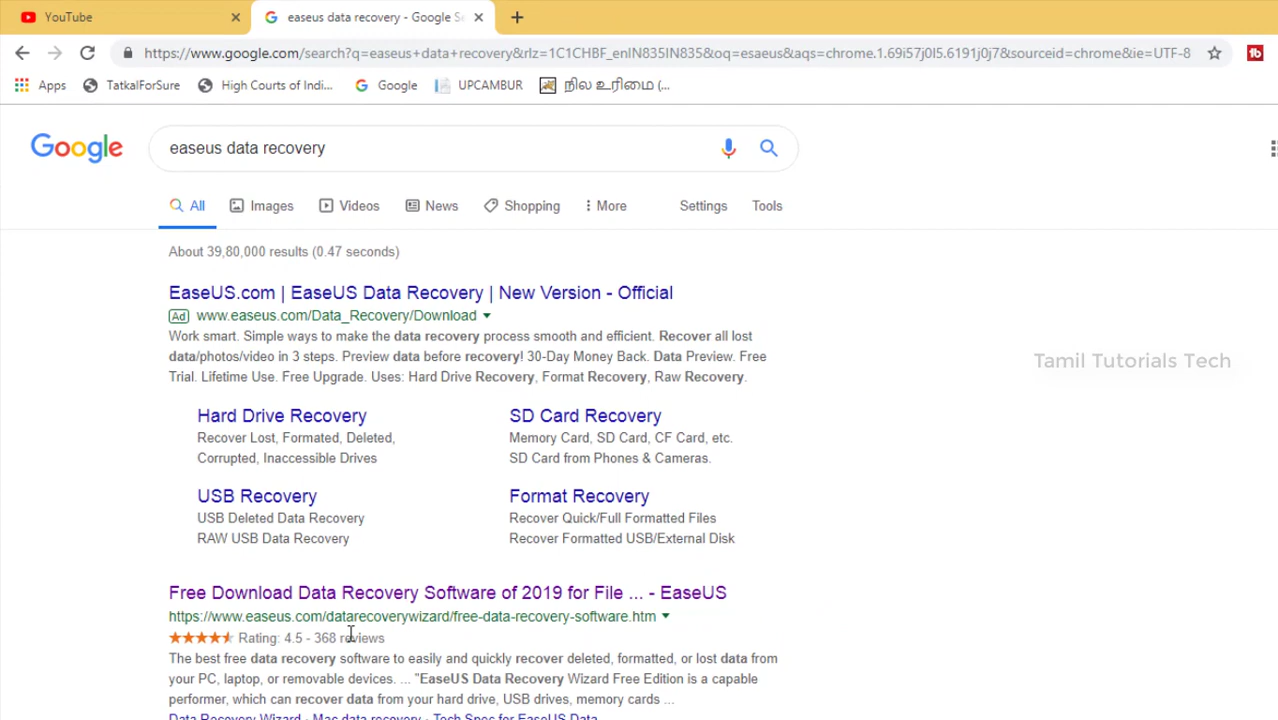 YouTube
easeus data recovery - Google Se
https://www.google.com/search?q=easeus+data+recovery&rlz=1C1CHBF_enIN835IN835&oq=esaeus&aqs=chrome.1.69i57j0l5.6191j0j7&sourceid=chrome&ie=UTF-8
Apps TatkalForSure High Courts of Indi... Google UPCAMBUR நில உரிமை (...
Google
easeus data recovery
All Images Videos News Shopping More Settings Tools
About 39,80,000 results (0.47 seconds)
EaseUS.com | EaseUS Data Recovery | New Version - Official
Ad www.easeus.com/Data_Recovery/Download
Work smart. Simple ways to make the data recovery process smooth and efficient. Recover all lost
data/photos/video in 3 steps. Preview data before recovery! 30-Day Money Back. Data Preview. Free
Trial. Lifetime Use. Free Upgrade. Uses: Hard Drive Recovery, Format Recovery, Raw Recovery.
Tamil Tutorials Tech
Hard Drive Recovery
Recover Lost, Formated, Deleted,
Corrupted, Inaccessible Drives
SD Card Recovery
Memory Card, SD Card, CF Card, etc.
SD Card from Phones & Cameras.
USB Recovery
USB Deleted Data Recovery
RAW USB Data Recovery
Format Recovery
Recover Quick/Full Formatted Files
Recover Formatted USB/External Disk
Free Download Data Recovery Software of 2019 for File ... - EaseUS
https://www.easeus.com/datarecoverywizard/free-data-recovery-software.htm
Rating: 4.5 - 368 reviews
The best free data recovery software to easily and quickly recover deleted, formatted, or lost data from
your PC, laptop, or removable devices. ... "EaseUS Data Recovery Wizard Free Edition is a capable
performer, which can recover data from your hard drive, USB drives, memory cards ...
Data Recovery Wizard - Mac data recovery - Tech Spec for EaseUS Data